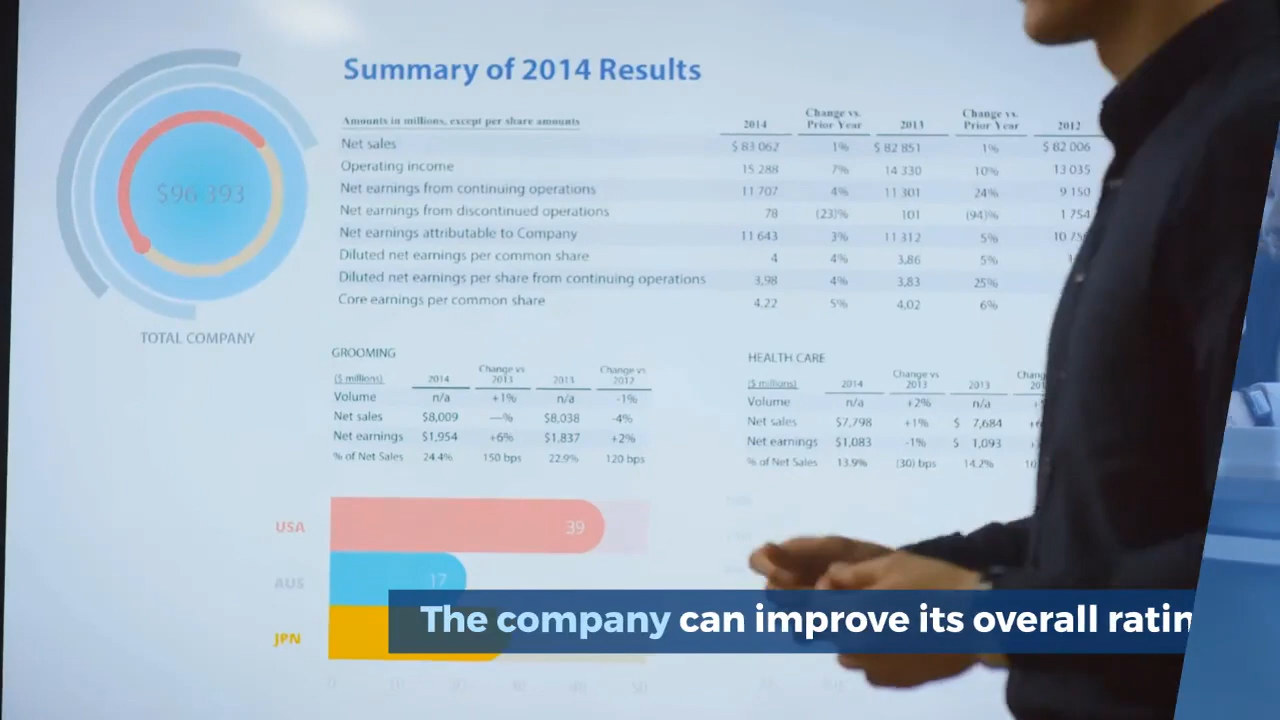 Summary of 2014 Results
$96 393
TOTAL COMPANY
Amounts in millions, except per share amounts 2014 Change vs. Prior Year 2013 Change vs. Prior Year 2012
Net sales $ 83 062 1% $ 82 851 1% $ 82 006
Operating income 15 288 7% 14 330 10% 13 035
Net earnings from continuing operations 11 707 4% 11 301 24% 9 150
Net earnings from discontinued operations 78 (23)% 101 (94)% 1 754
Net earnings attributable to Company 11 643 3% 11 312 5%
Diluted net earnings per common share 4 4% 3,86 5%
Diluted net earnings per share from continuing operations 3,98 4% 3,83 25%
Core earnings per common share 4,22 5% 4,02 6%
GROOMING
($ millions) 2014 Change vs 2013 2013 Change vs 2012
Volume n/a +1% n/a -1%
Net sales $8,009 —% $8,038 -4%
Net earnings $1,954 +6% $1,837 +2%
% of Net Sales 24.4% 150 bps 22.9% 120 bps
HEALTH CARE
($ millions) 2014 Change vs 2013 2013
Volume n/a +2% n/a
Net sales $7,798 +1% $ 7,684
Net earnings $1,083 -1% $ 1,093
% of Net Sales 13.9% (30) bps 14.2%
USA 39
AUS 17
JPN
0 10 20 30 40 50
The company can improve its overall ratin